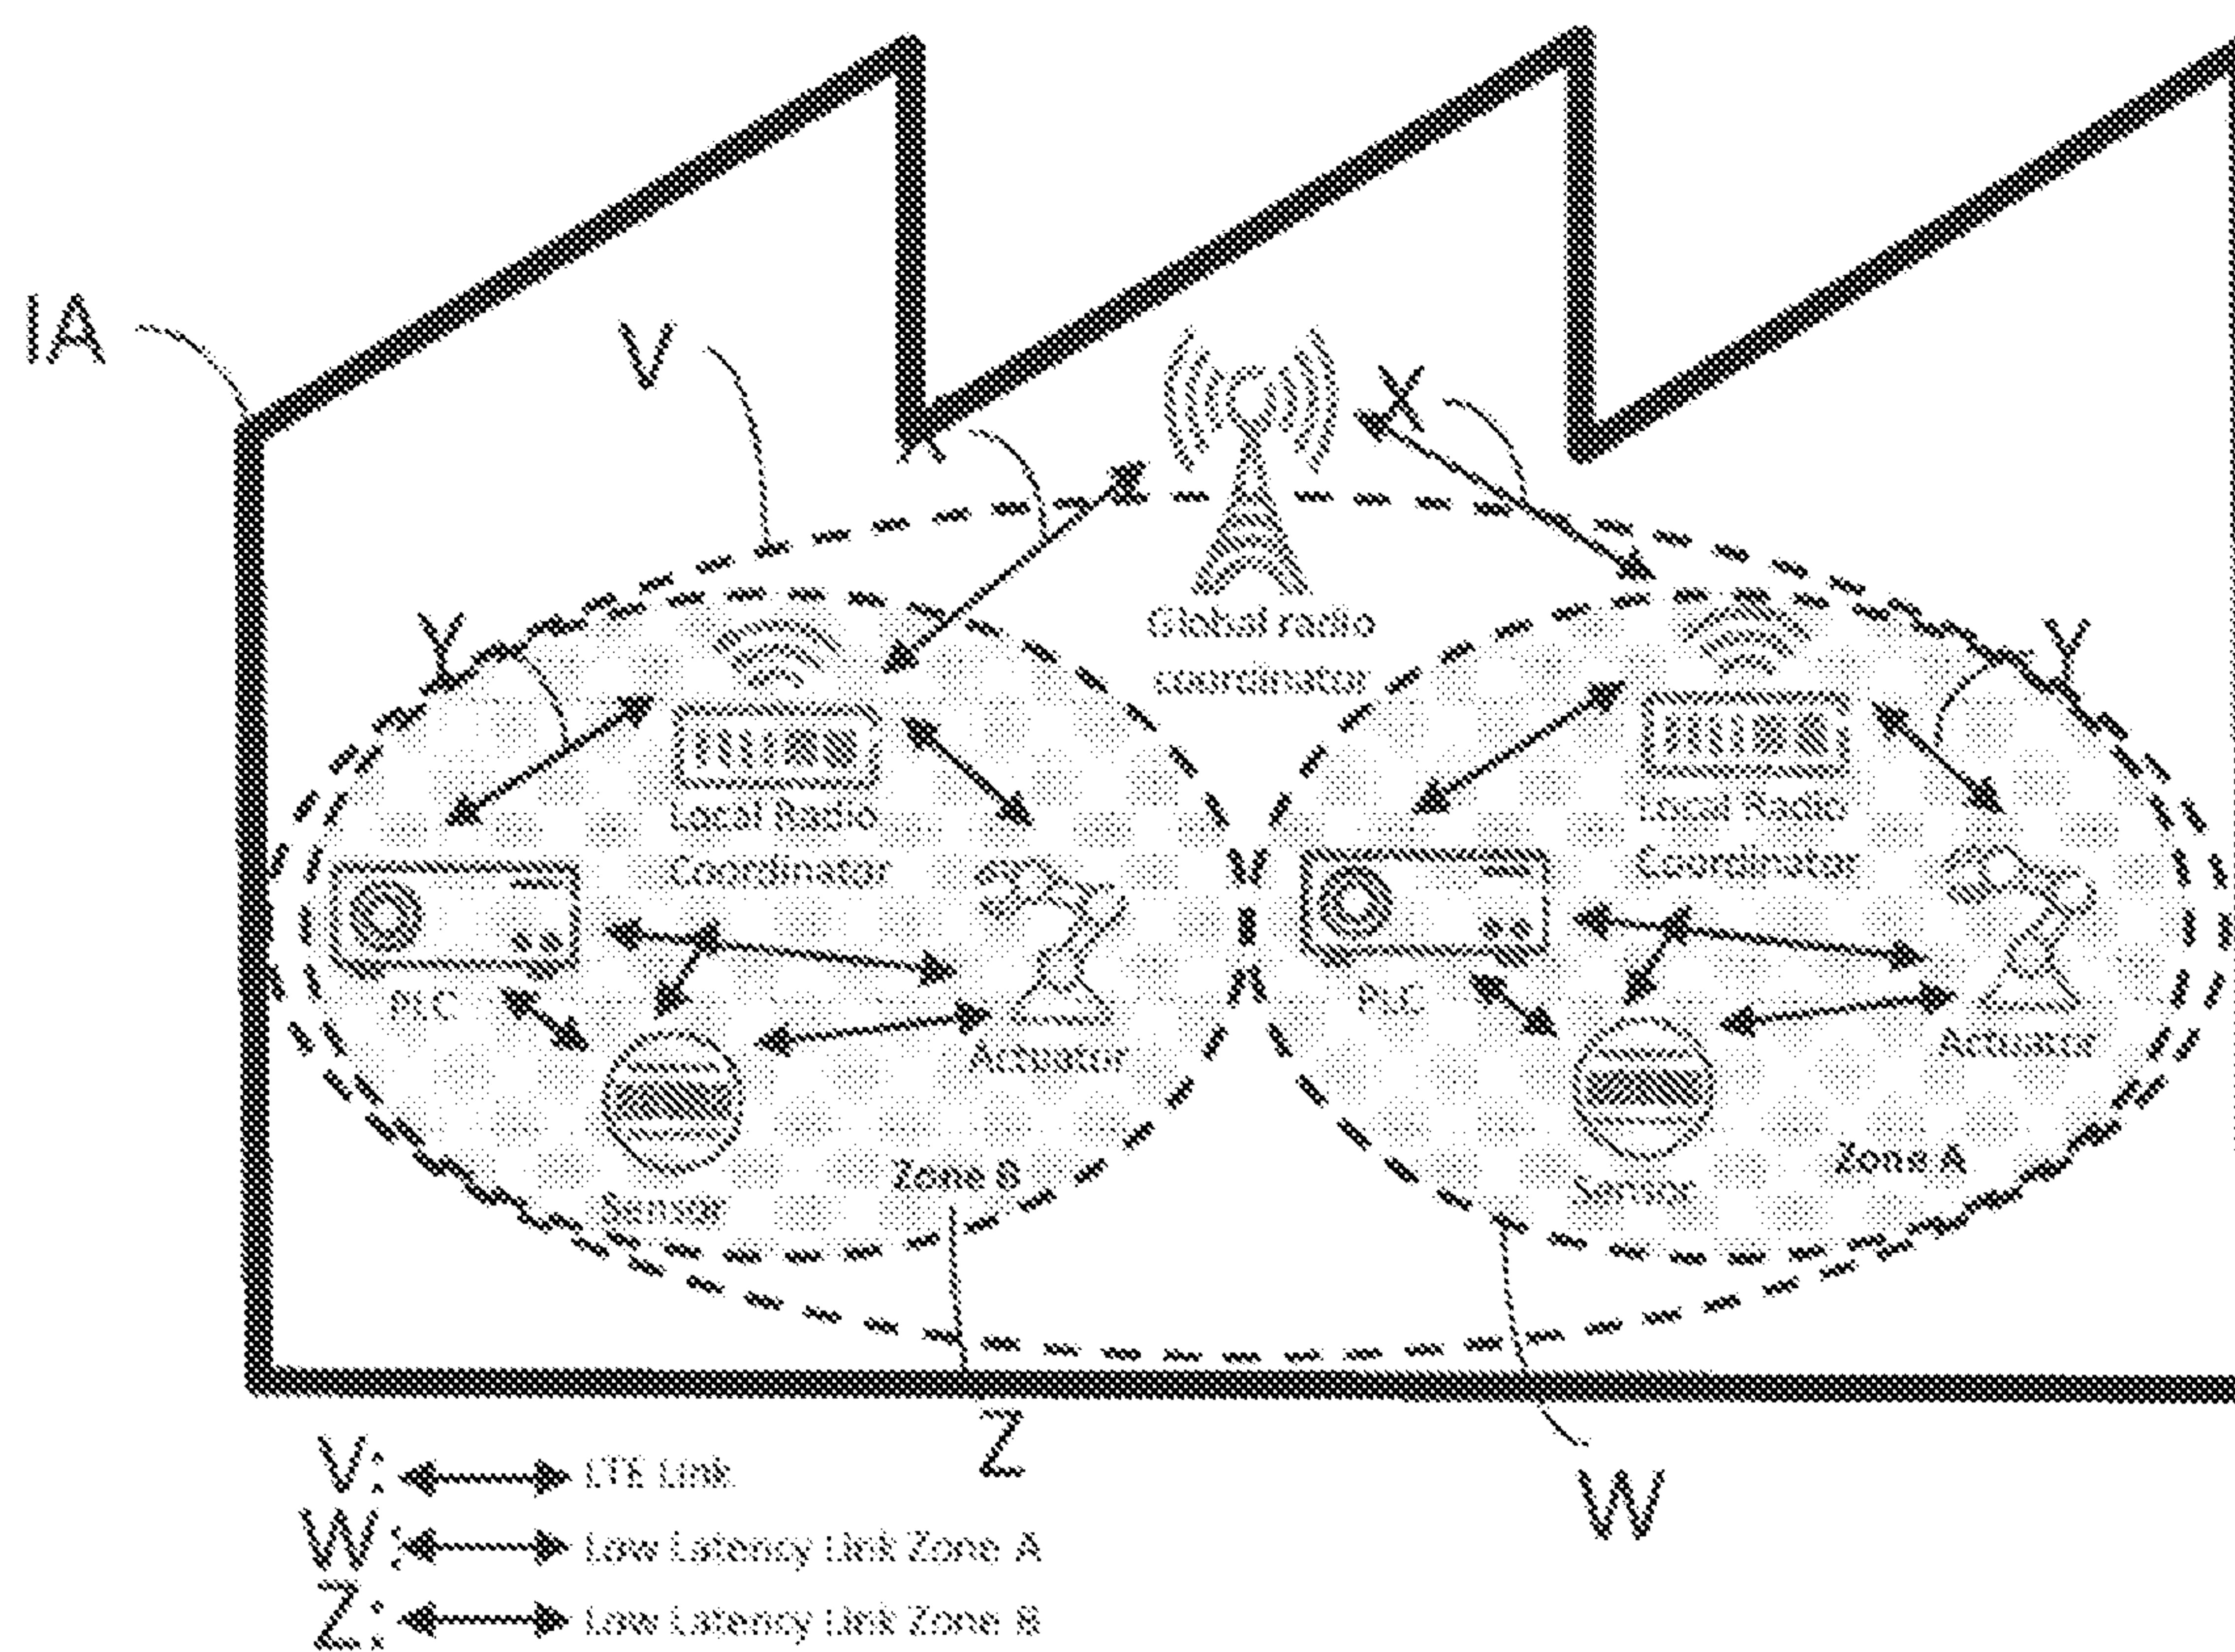 IA
V
X
X
Global radio
coordinator
Y
Y
Local Radio
Coordinator
Local Radio
Coordinator
PLC
Actuator
Sensor
Zone B
PLC
Actuator
Sensor
Zone A
Z
W
V: LTE Link
W: Low Latency Link Zone A
Z: Low Latency Link Zone B